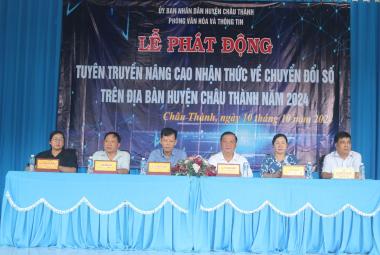 ỦY BAN NHÂN DÂN HUYỆN CHÂU THÀNH
PHÒNG VĂN HÓA VÀ THÔNG TIN
LỄ PHÁT ĐỘNG
TUYÊN TRUYỀN NÂNG CAO NHẬN THỨC VỀ CHUYỂN ĐỔI SỐ
TRÊN ĐỊA BÀN HUYỆN CHÂU THÀNH NĂM 2024
Châu Thành, ngày 10 tháng 10 năm 2024